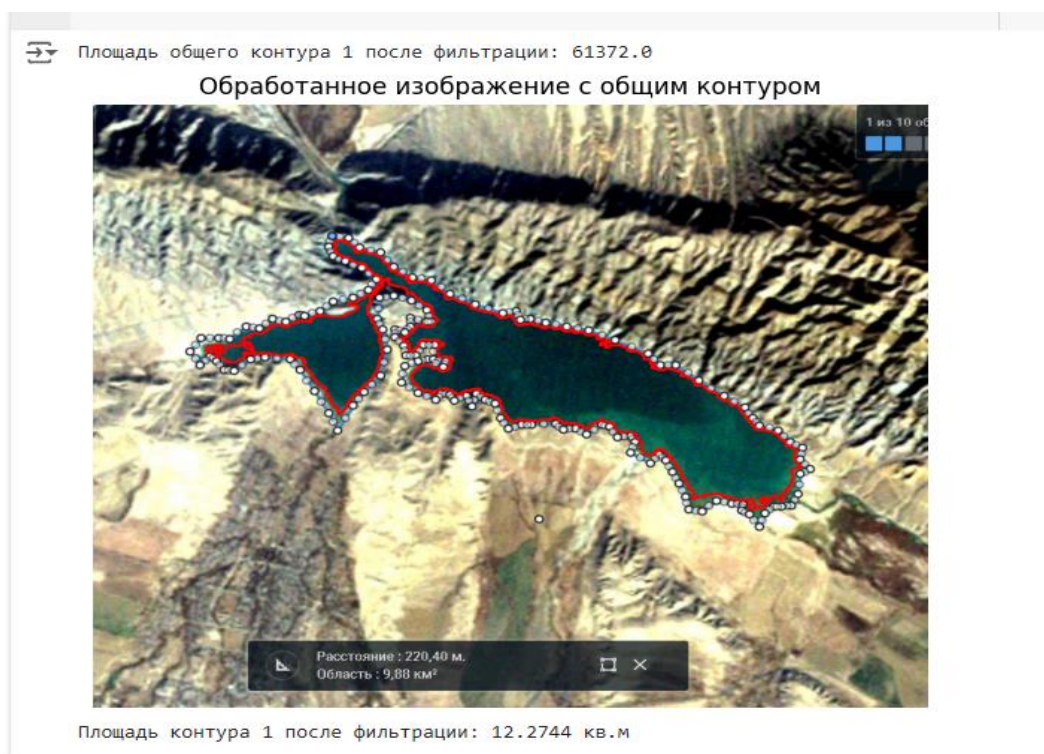 Площадь общего контура 1 после фильтрации: 61372.0
Обработанное изображение с общим контуром
1 из 10 об
Расстояние : 220,40 м.
Область : 9,88 км²
Площадь контура 1 после фильтрации: 12.2744 кв.м